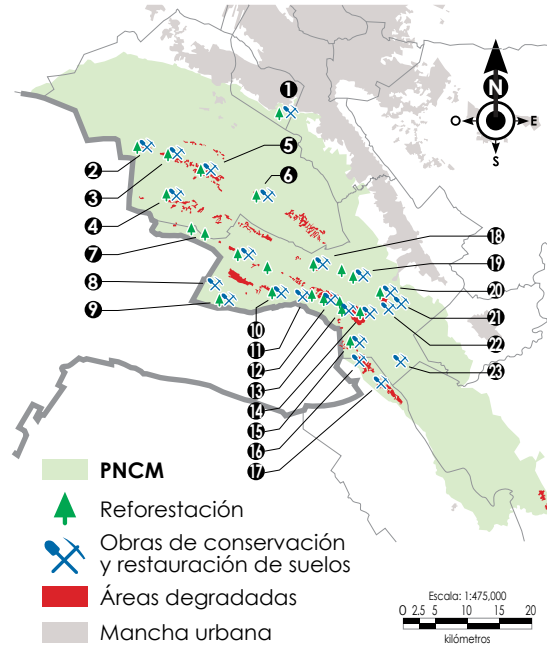 1
N
O
E
S
2
3
4
5
6
7
8
9
10
11
12
13
14
15
16
17
18
19
20
21
22
23
PNCM
Reforestación
Obras de conservación
y restauración de suelos
Áreas degradadas
Mancha urbana
Escala: 1:475,000
0 2.5 5 10 15 20
kilómetros